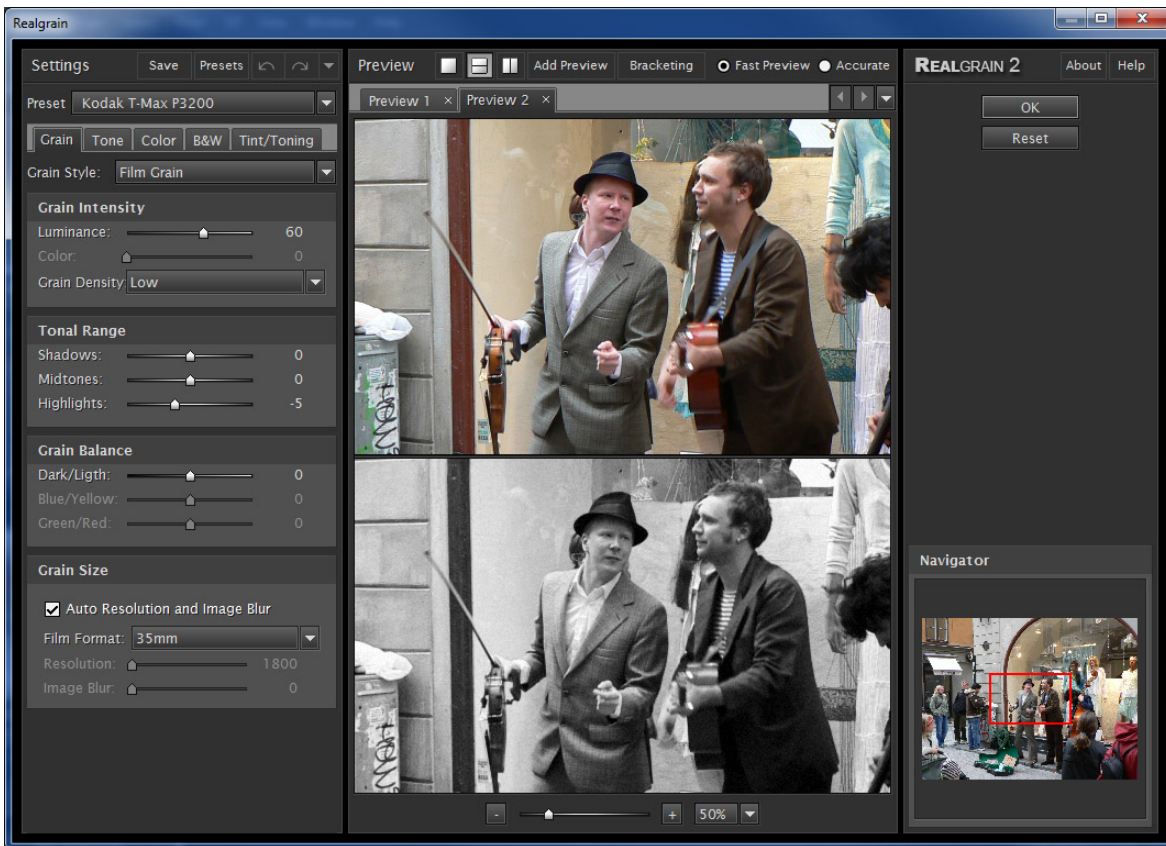 Realgrain
Settings Save Presets
Preset Kodak T-Max P3200
Grain Tone Color B&W Tint/Toning
Grain Style: Film Grain
Grain Intensity
Luminance: 60
Color: 0
Grain Density: Low
Tonal Range
Shadows: 0
Midtones: 0
Highlights: -5
Grain Balance
Dark/Ligth: 0
Blue/Yellow: 0
Green/Red: 0
Grain Size
Auto Resolution and Image Blur
Film Format: 35mm
Resolution: 1800
Image Blur: 0
Preview Add Preview Bracketing Fast Preview Accurate
Preview 1 × Preview 2 ×
- + 50%
REALGRAIN 2 About Help
OK
Reset
Navigator